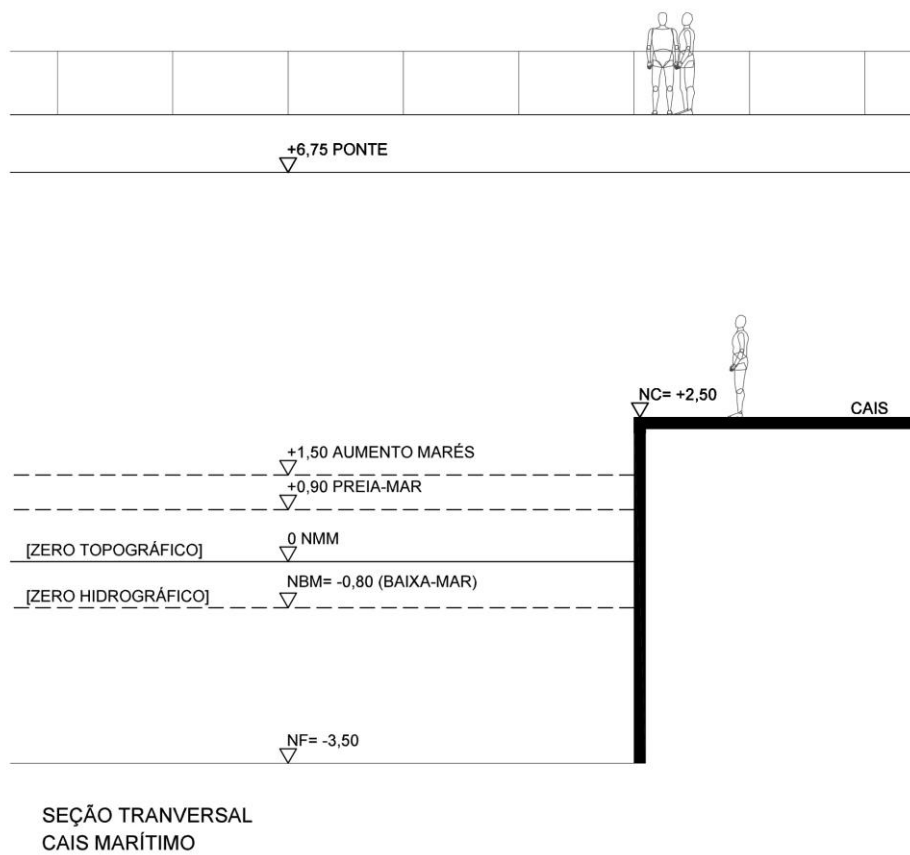 +6,75 PONTE
NC= +2,50
CAIS
+1,50 AUMENTO MARÉS
+0,90 PREIA-MAR
0 NMM
[ZERO TOPOGRÁFICO]
NBM= -0,80 (BAIXA-MAR)
[ZERO HIDROGRÁFICO]
NF= -3,50
SEÇÃO TRANVERSAL
CAIS MARÍTIMO